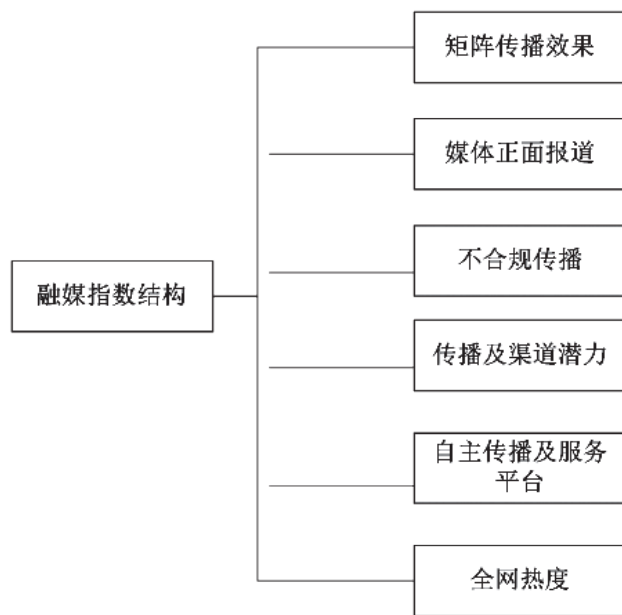 矩阵传播效果
媒体正面报道
不合规传播
融媒指数结构
传播及渠道潜力
自主传播及服务
平台
全网热度